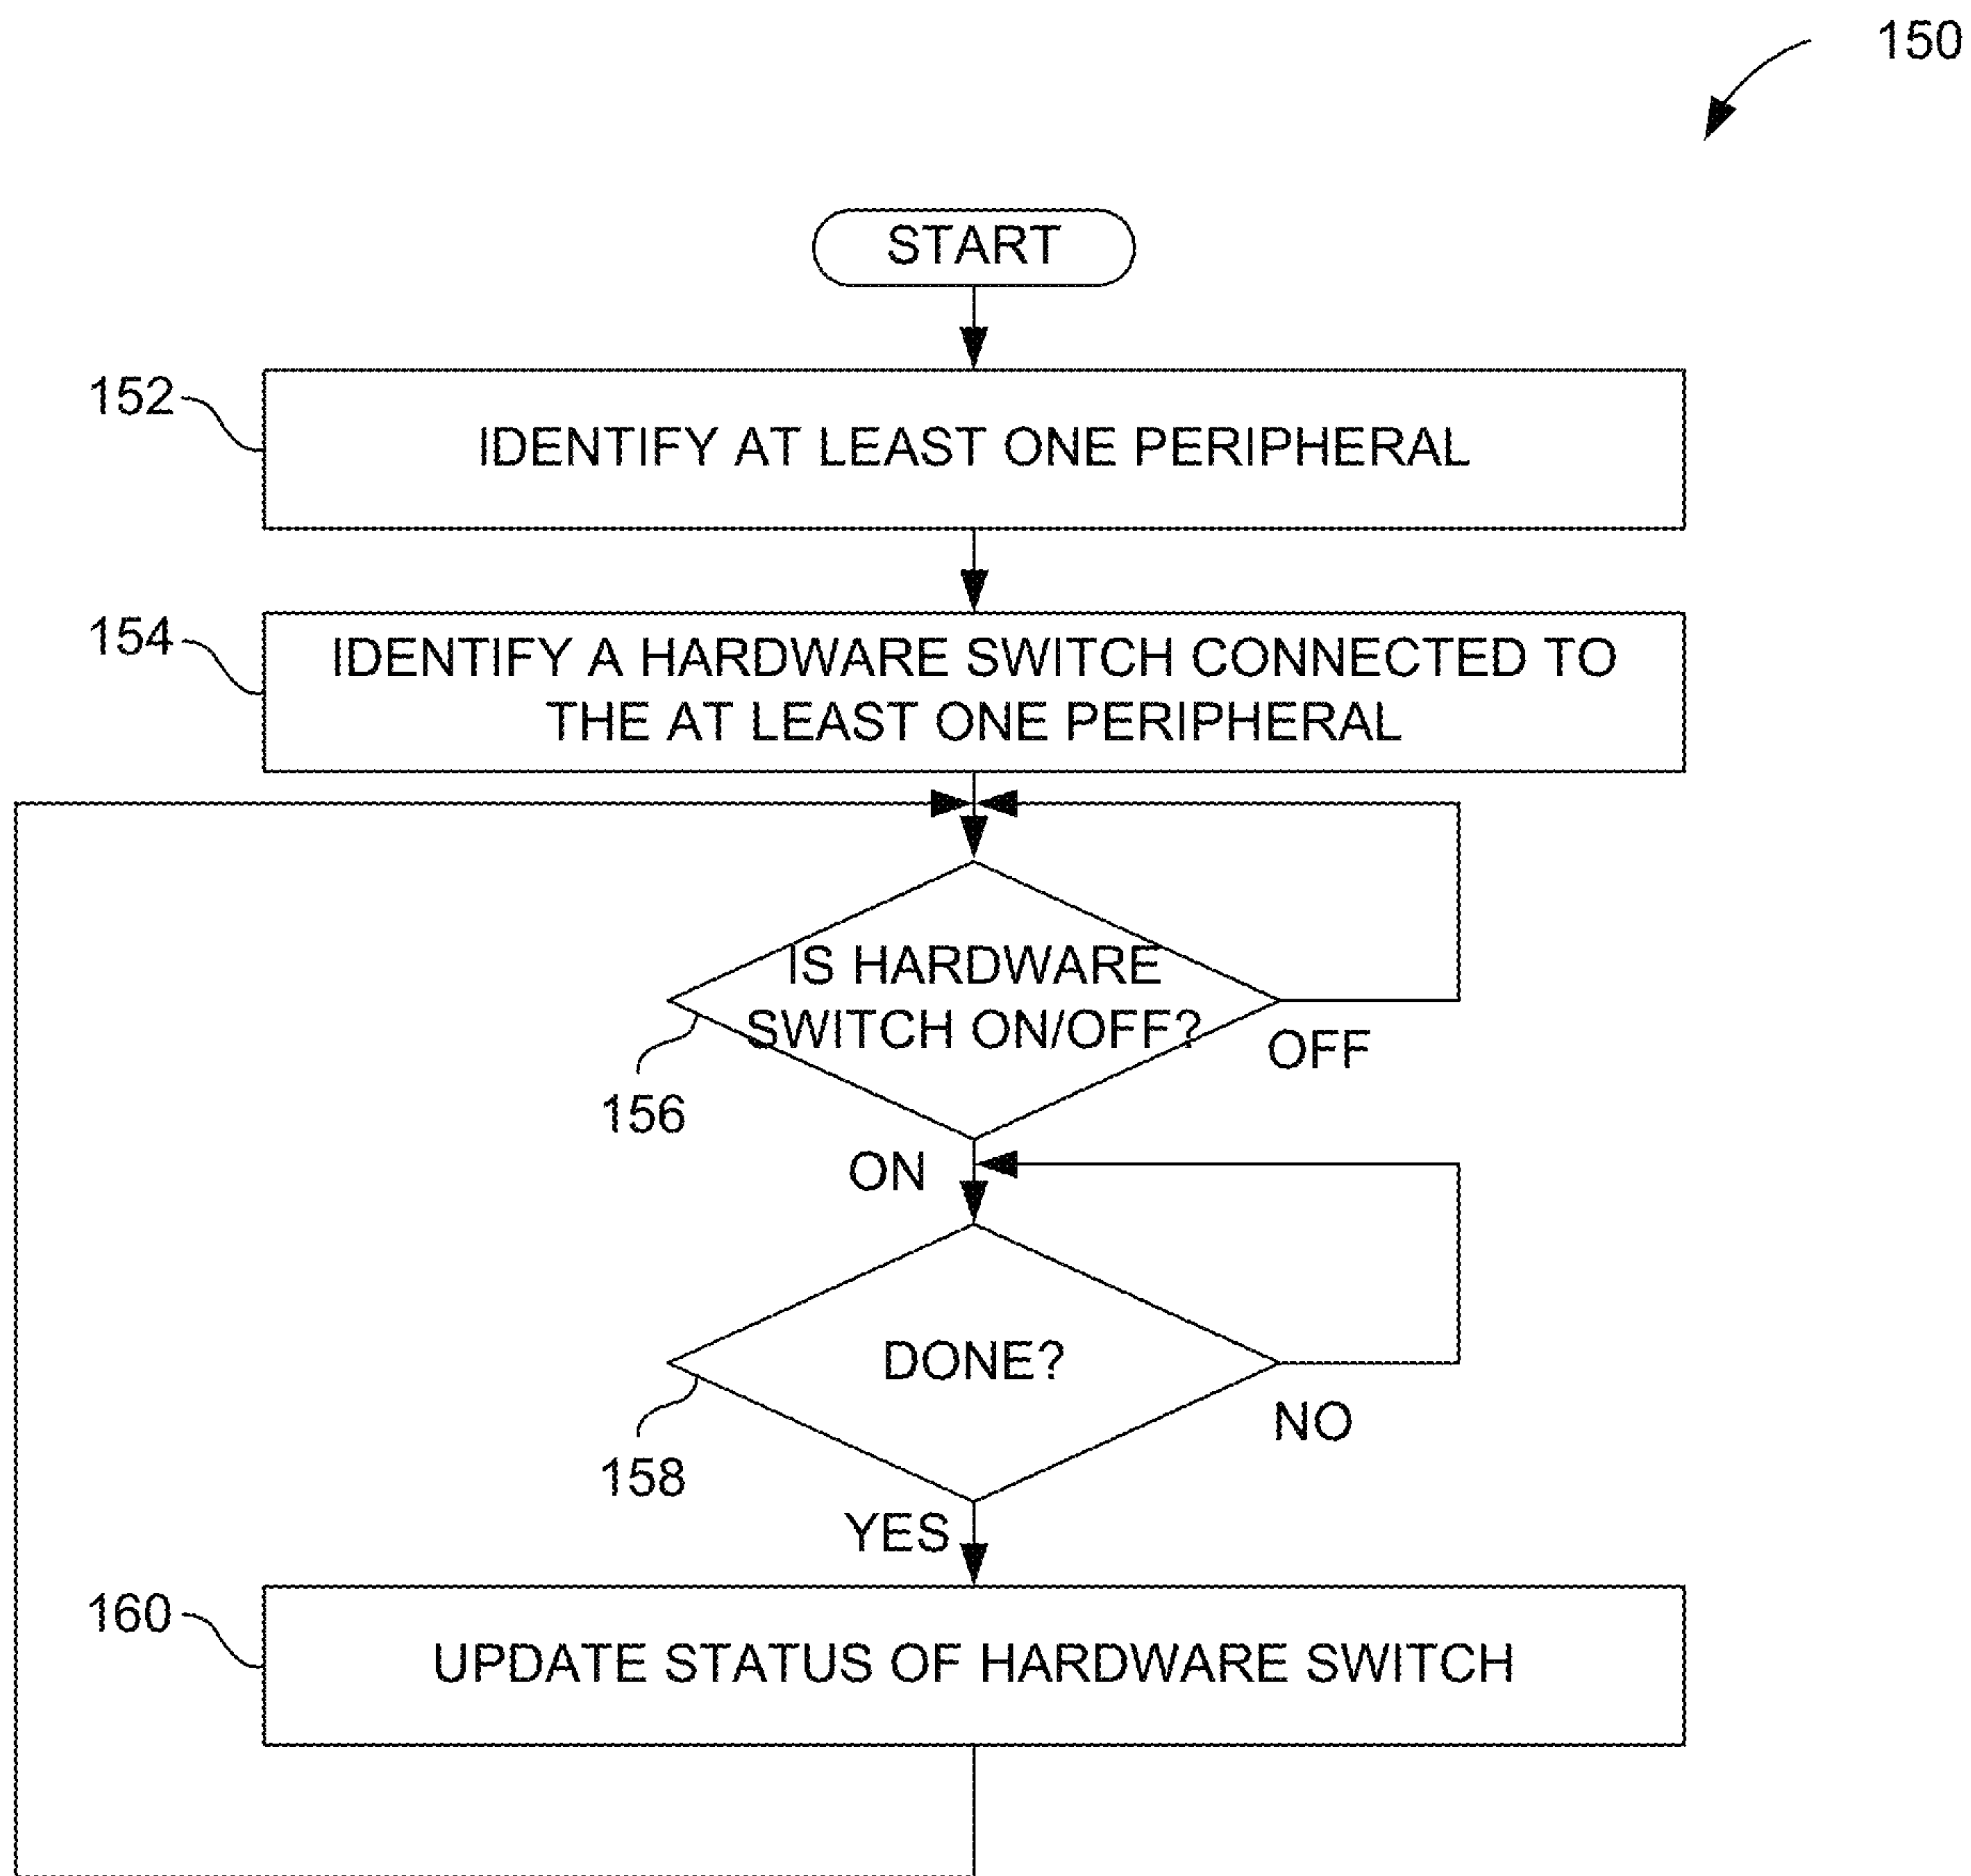 150
START
152
IDENTIFY AT LEAST ONE PERIPHERAL
154
IDENTIFY A HARDWARE SWITCH CONNECTED TO
THE AT LEAST ONE PERIPHERAL
IS HARDWARE
SWITCH ON/OFF?
OFF
156
ON
DONE?
NO
158
YES
160
UPDATE STATUS OF HARDWARE SWITCH